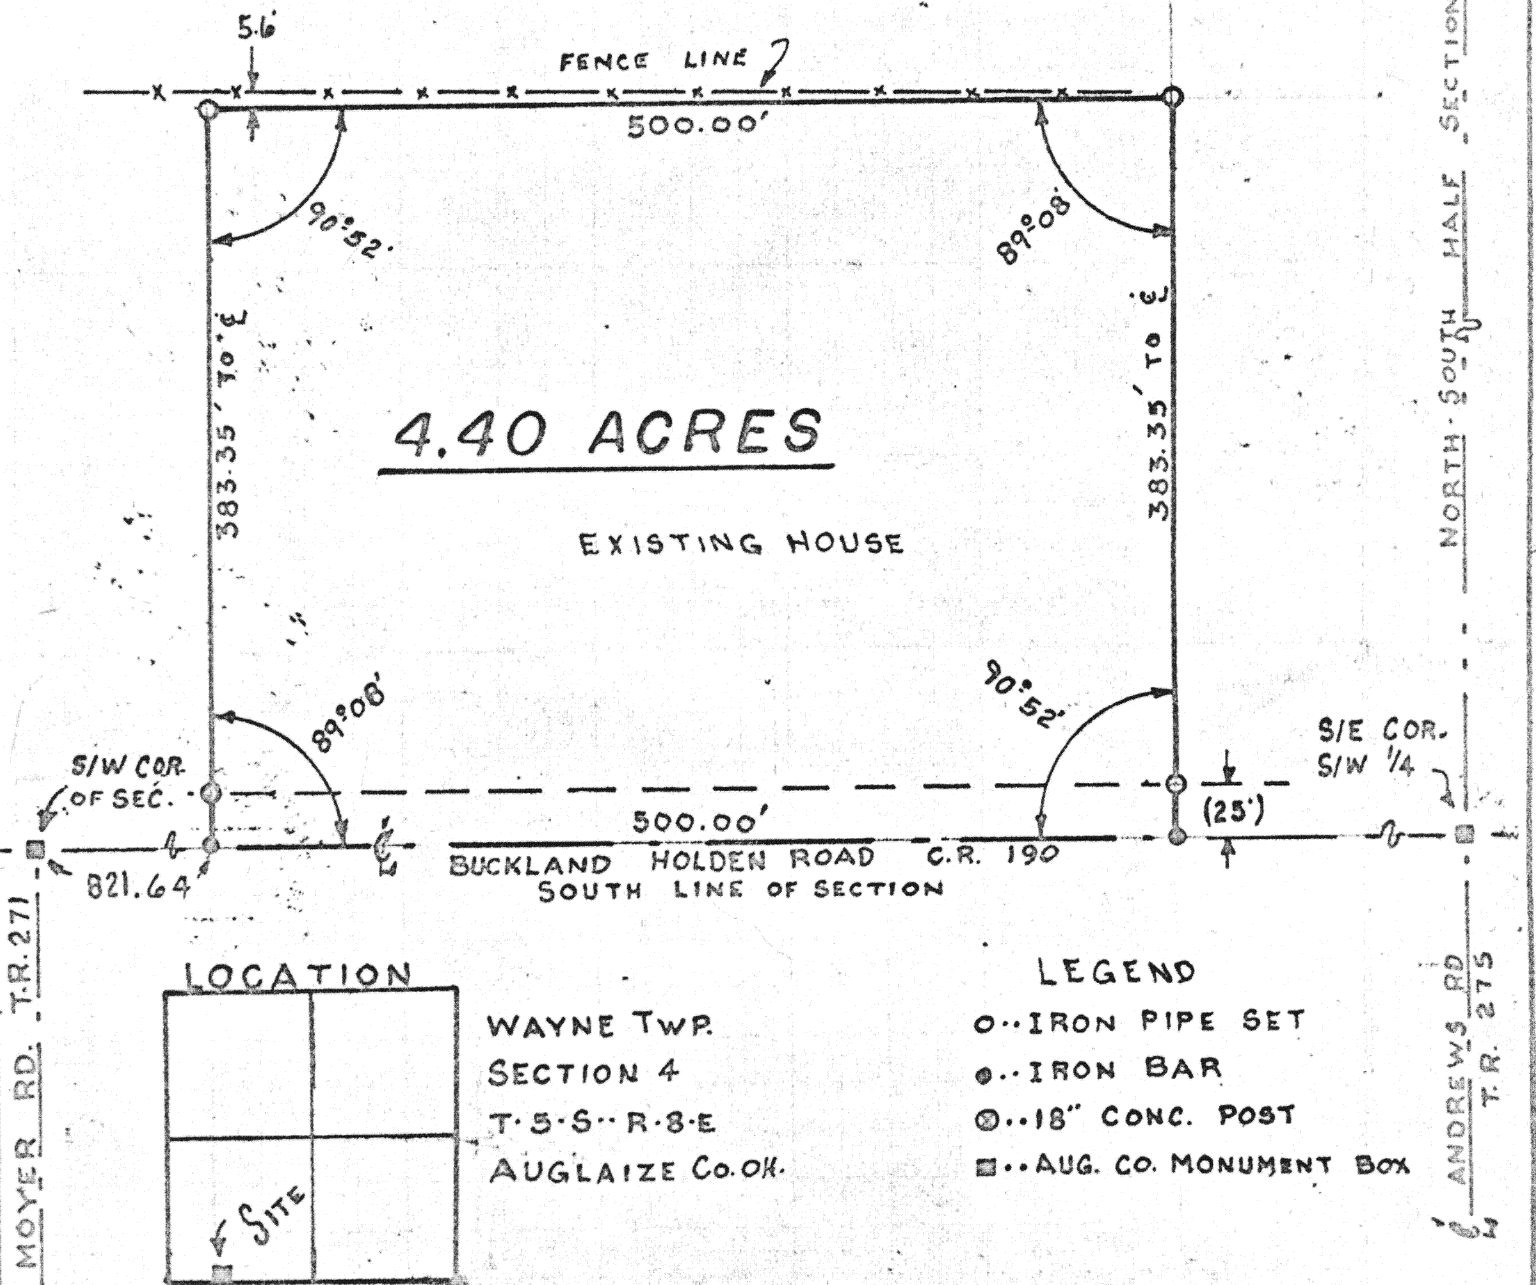 5.6'
FENCE LINE
500.00'
90°52'
89°08'
383.35' TO ℄
383.35' TO ℄
4.40 ACRES
EXISTING HOUSE
89°08'
90°52'
S/W COR.
OF SEC.
S/E COR.
S/W 1/4
(25')
500.00'
℄
821.64
BUCKLAND HOLDEN ROAD C.R. 190
SOUTH LINE OF SECTION
NORTH-SOUTH HALF SECTION
MOYER RD. T.R. 271
℄ ANDREWS RD
T.R. 275
LOCATION
SITE
WAYNE TWP.
SECTION 4
T·5·S··R·8·E
AUGLAIZE CO. OH.
LEGEND
O··IRON PIPE SET
●··IRON BAR
⊗··18" CONC. POST
■··AUG. CO. MONUMENT BOX